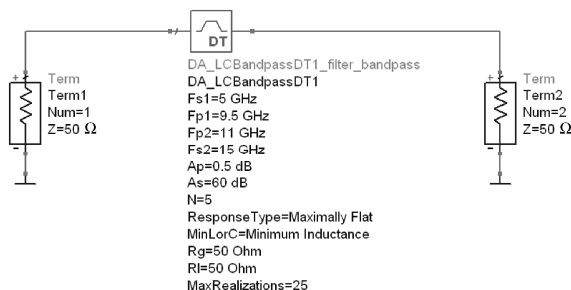 DT
DA_LCBandpassDT1_filter_bandpass
DA_LCBandpassDT1
Fs1=5 GHz
Fp1=9.5 GHz
Fp2=11 GHz
Fs2=15 GHz
Ap=0.5 dB
As=60 dB
N=5
ResponseType=Maximally Flat
MinLorC=Minimum Inductance
Rg=50 Ohm
Rl=50 Ohm
MaxRealizations=25
+
Term
Term1
Num=1
Z=50 Ω
-
+
Term
Term2
Num=2
Z=50 Ω
-